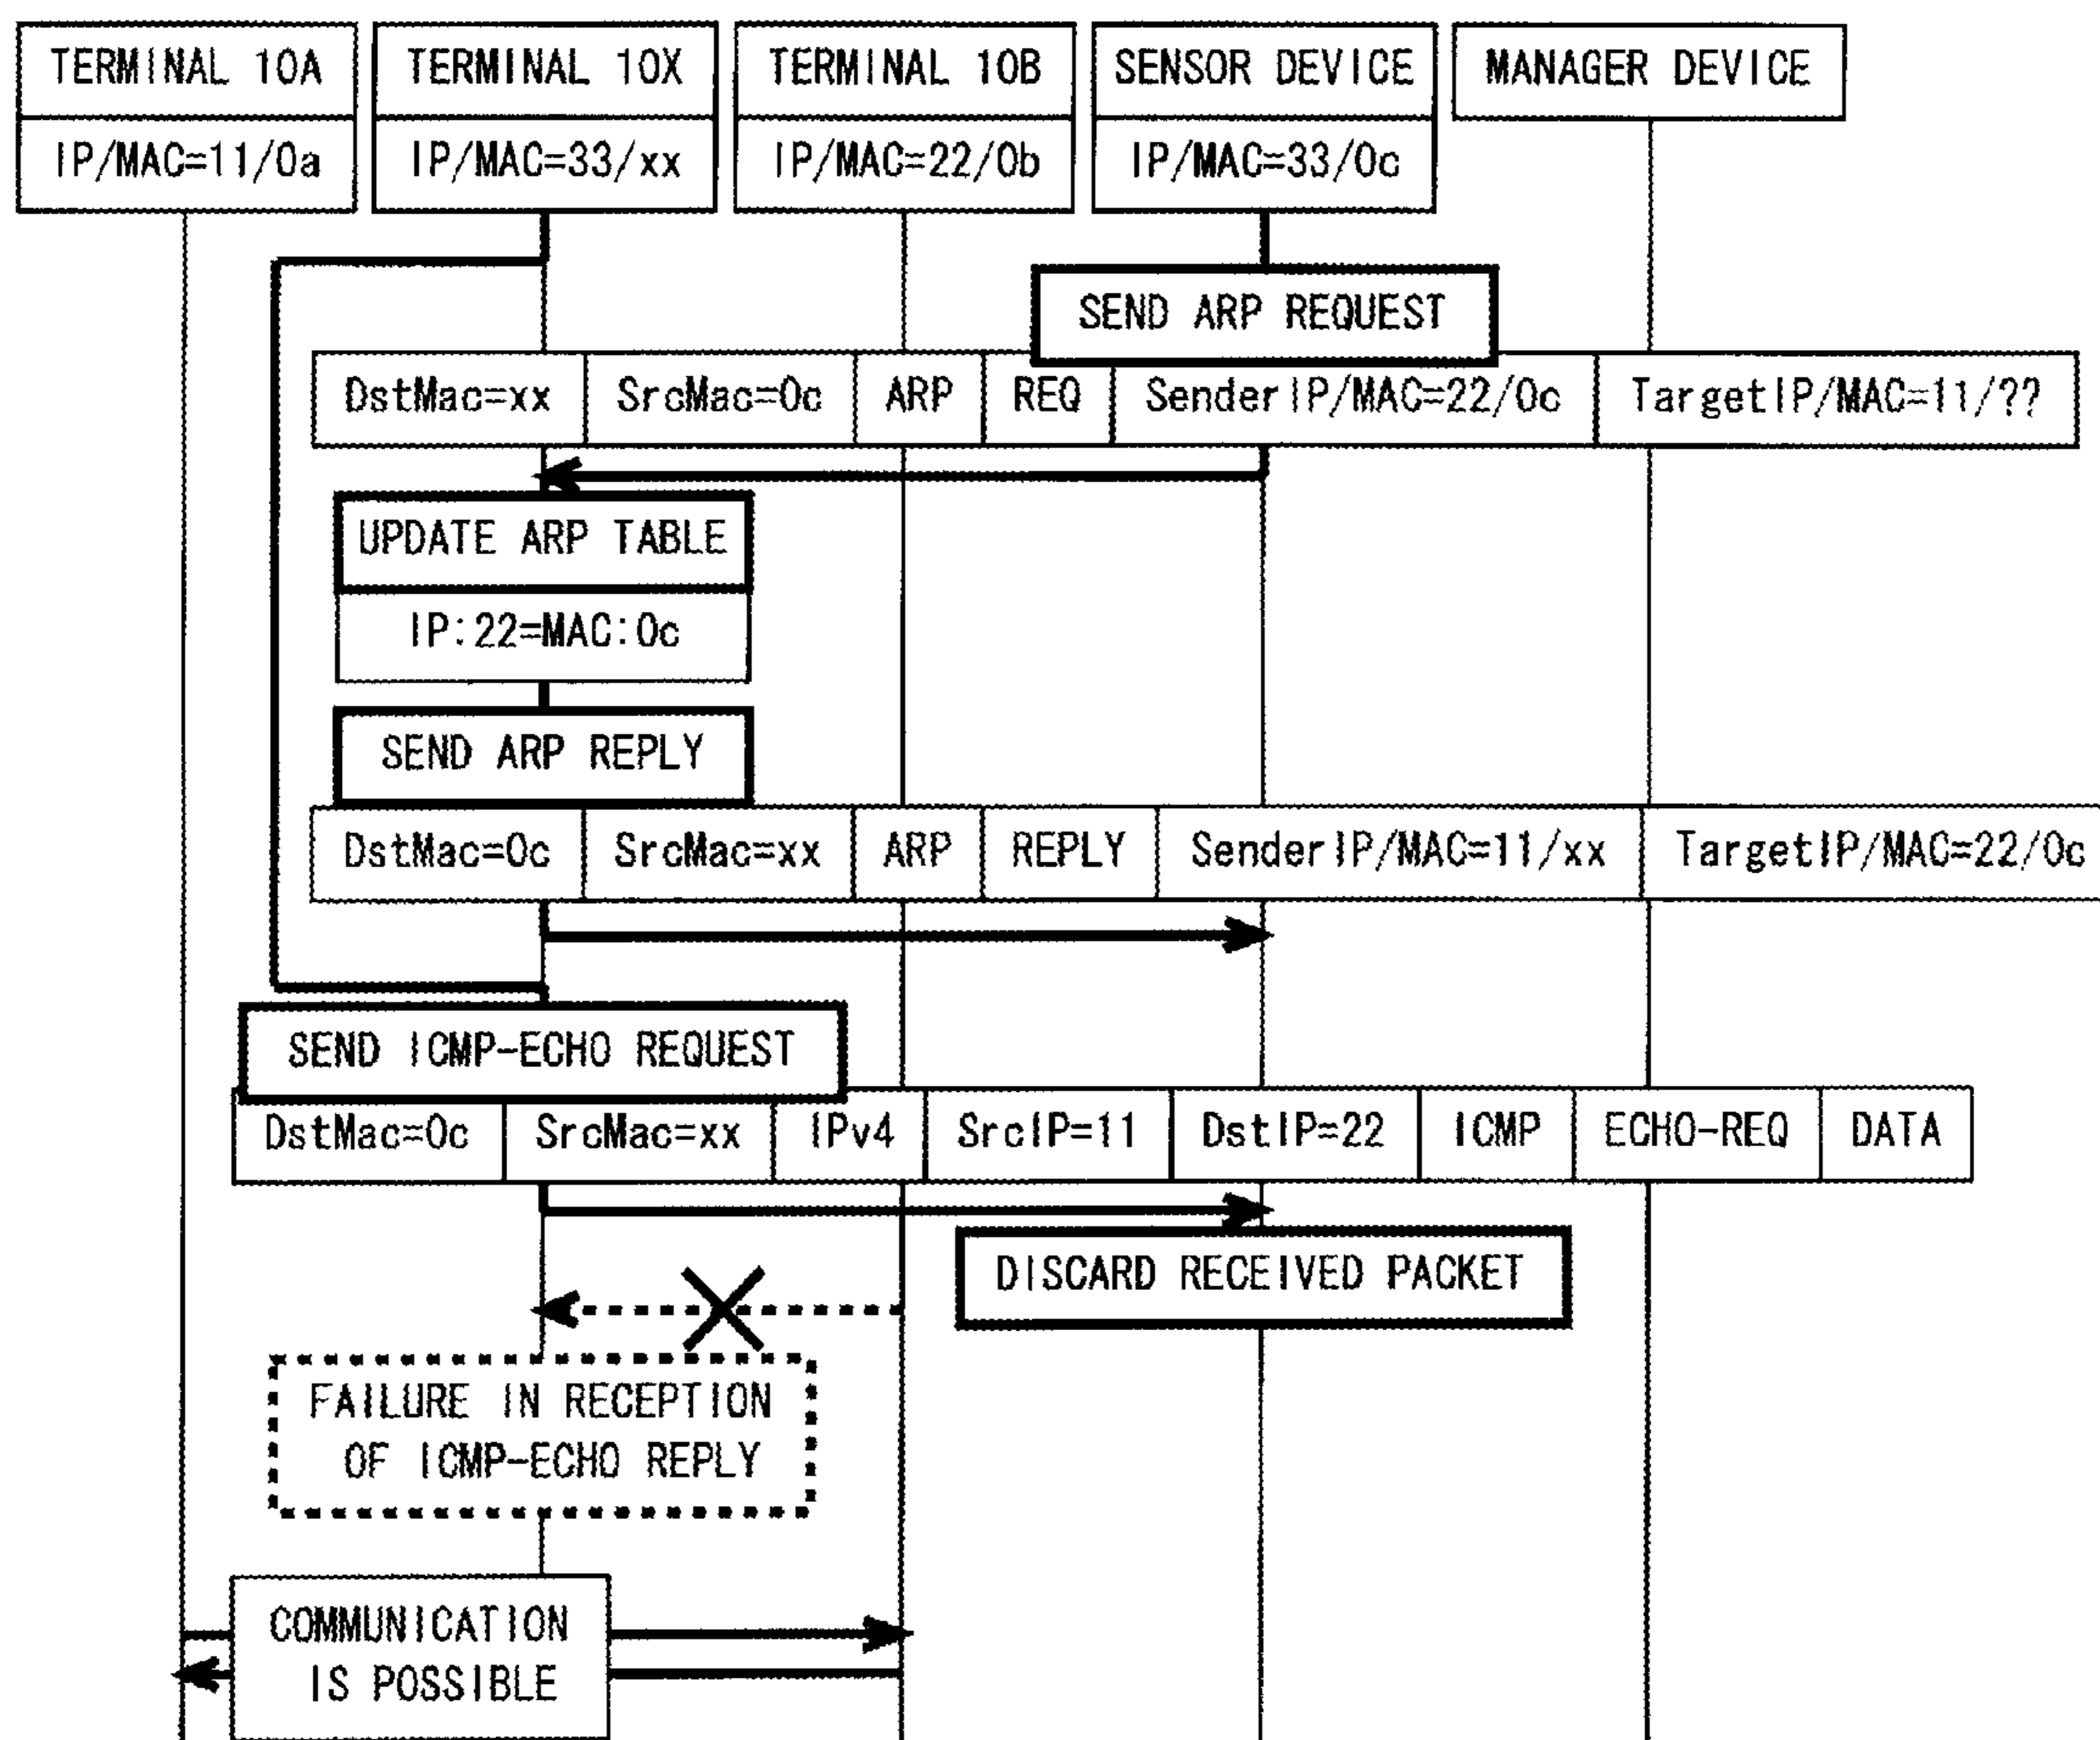 TERMINAL 10A
TERMINAL 10X
TERMINAL 10B
SENSOR DEVICE
MANAGER DEVICE
IP/MAC=11/0a
IP/MAC=33/xx
IP/MAC=22/0b
IP/MAC=33/0c
SEND ARP REQUEST
DstMac=xx SrcMac=0c ARP REQ SenderIP/MAC=22/0c TargetIP/MAC=11/??
UPDATE ARP TABLE
IP:22=MAC:0c
SEND ARP REPLY
DstMac=0c SrcMac=xx ARP REPLY SenderIP/MAC=11/xx TargetIP/MAC=22/0c
SEND ICMP-ECHO REQUEST
DstMac=0c SrcMac=xx IPv4 SrcIP=11 DstIP=22 ICMP ECHO-REQ DATA
DISCARD RECEIVED PACKET
FAILURE IN RECEPTION
OF ICMP-ECHO REPLY
COMMUNICATION
IS POSSIBLE